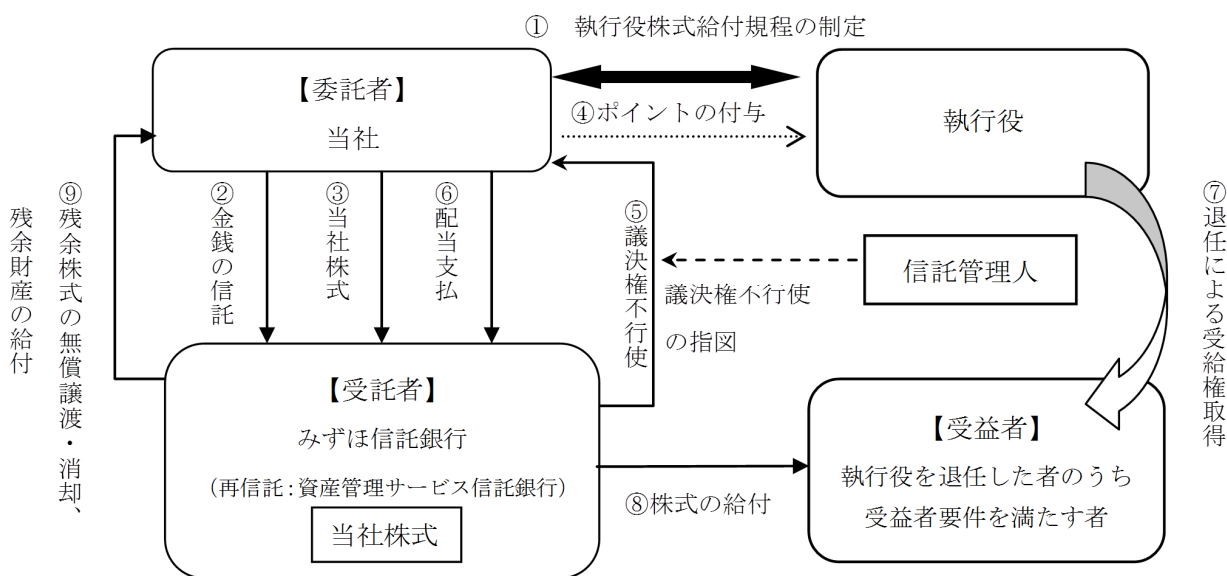 ① 執行役株式給付規程の制定
【委託者】
当社
④ポイントの付与
執行役
②金銭の信託
③当社株式
⑥配当支払
⑤議決権不行使
議決権不行使
の指図
信託管理人
⑦退任による受給権取得
⑨残余株式の無償譲渡・消却、
残余財産の給付
【受託者】
みずほ信託銀行
(再信託:資産管理サービス信託銀行)
当社株式
⑧株式の給付
【受益者】
執行役を退任した者のうち
受益者要件を満たす者